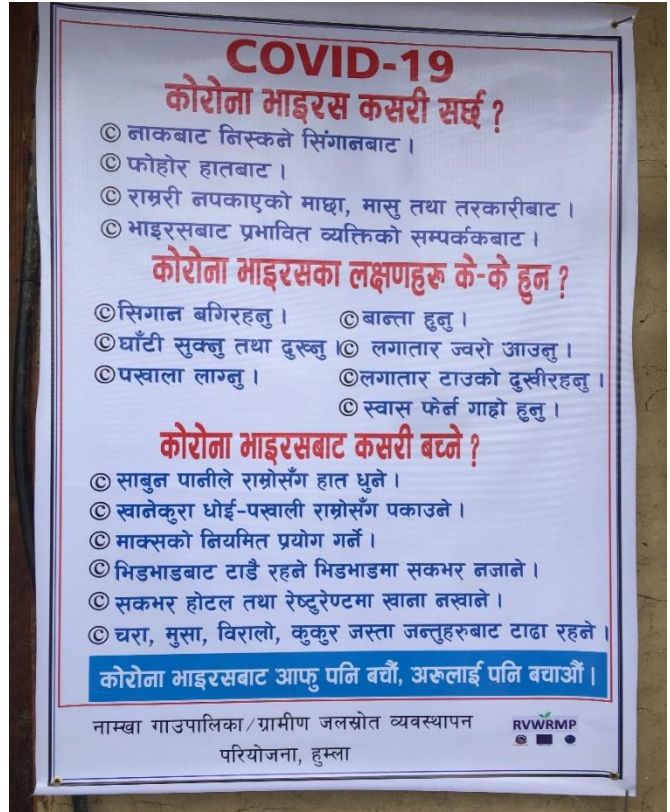 COVID-19
कोरोना भाइरस कसरी सर्छ ?
© नाकबाट निस्कने सिंगानबाट ।
© फोहोर हातबाट ।
© राम्ररी नपकाएको माछा, मासु तथा तरकारीबाट ।
© भाइरसबाट प्रभावित व्यक्तिको सम्पर्ककबाट ।
कोरोना भाइरसका लक्षणहरू के-के हुन ?
© सिगान बगिरहनु । © बान्ता हुनु ।
© घाँटी सुक्नु तथा दुख्नु । © लगातार ज्वरो आउनु ।
© पखाला लाग्नु । © लगातार टाउको दुखीरहनु ।
© स्वास फेर्न गाह्रो हुनु ।
कोरोना भाइरसबाट कसरी बच्ने ?
© साबुन पानीले राम्रोसँग हात धुने ।
© खानेकुरा धोई-पखाली राम्रोसँग पकाउने ।
© माक्सको नियमित प्रयोग गर्ने ।
© भिडभाडबाट टाडै रहने भिडभाडमा सकभर नजाने ।
© सकभर होटल तथा रेष्टुरेण्टमा खाना नखाने ।
© चरा, मुसा, विरालो, कुकुर जस्ता जन्तुहरुबाट टाढा रहने ।
कोरोना भाइरसबाट आफु पनि बचौं, अरूलाई पनि बचाऔं ।
नाम्खा गाउपालिका/ग्रामीण जलस्रोत व्यवस्थापन
परियोजना, हुम्ला
RVWRMP